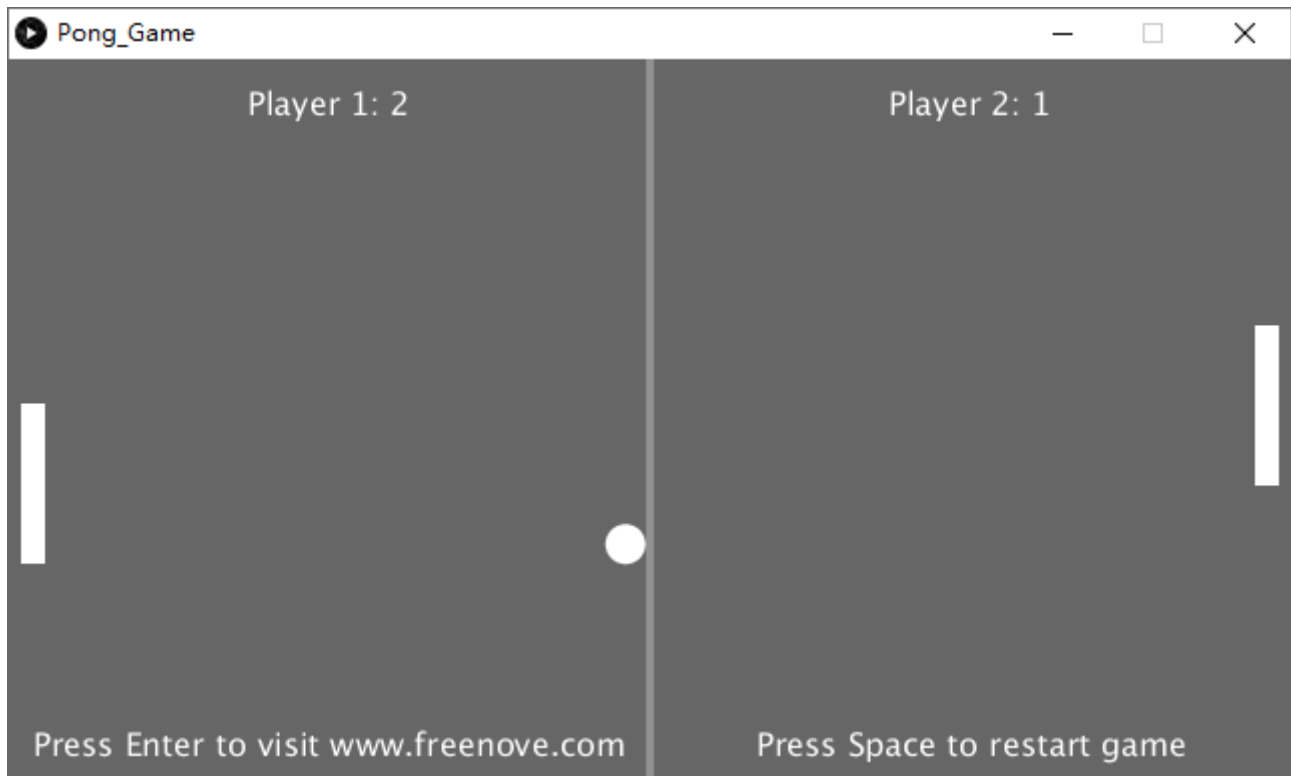 Pong_Game
Player 1: 2
Player 2: 1
Press Enter to visit www.freenove.com
Press Space to restart game